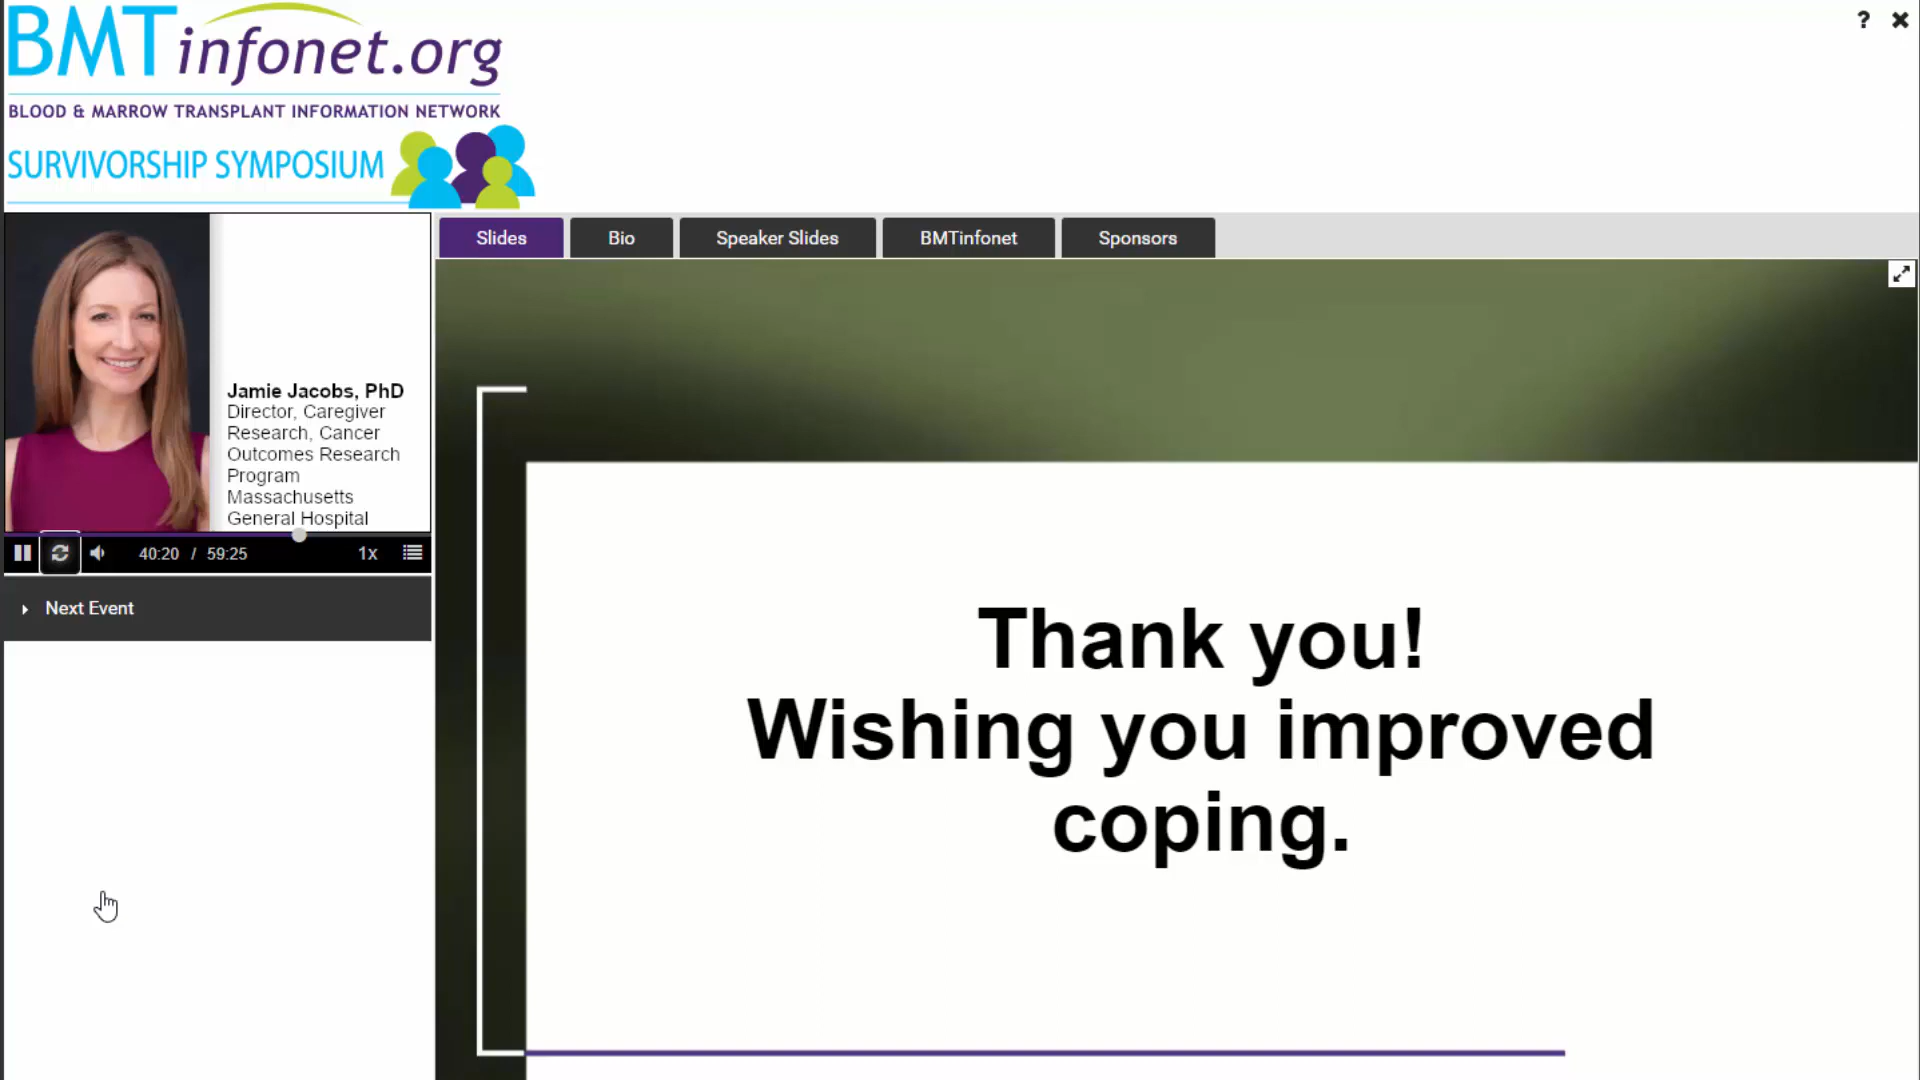 BMTinfonet.org
BLOOD & MARROW TRANSPLANT INFORMATION NETWORK
SURVIVORSHIP SYMPOSIUM
? ✖
Slides Bio Speaker Slides BMTinfonet Sponsors
Jamie Jacobs, PhD
Director, Caregiver
Research, Cancer
Outcomes Research
Program
Massachusetts
General Hospital
40:20 / 59:25 1x
Next Event
Thank you!
Wishing you improved
coping.